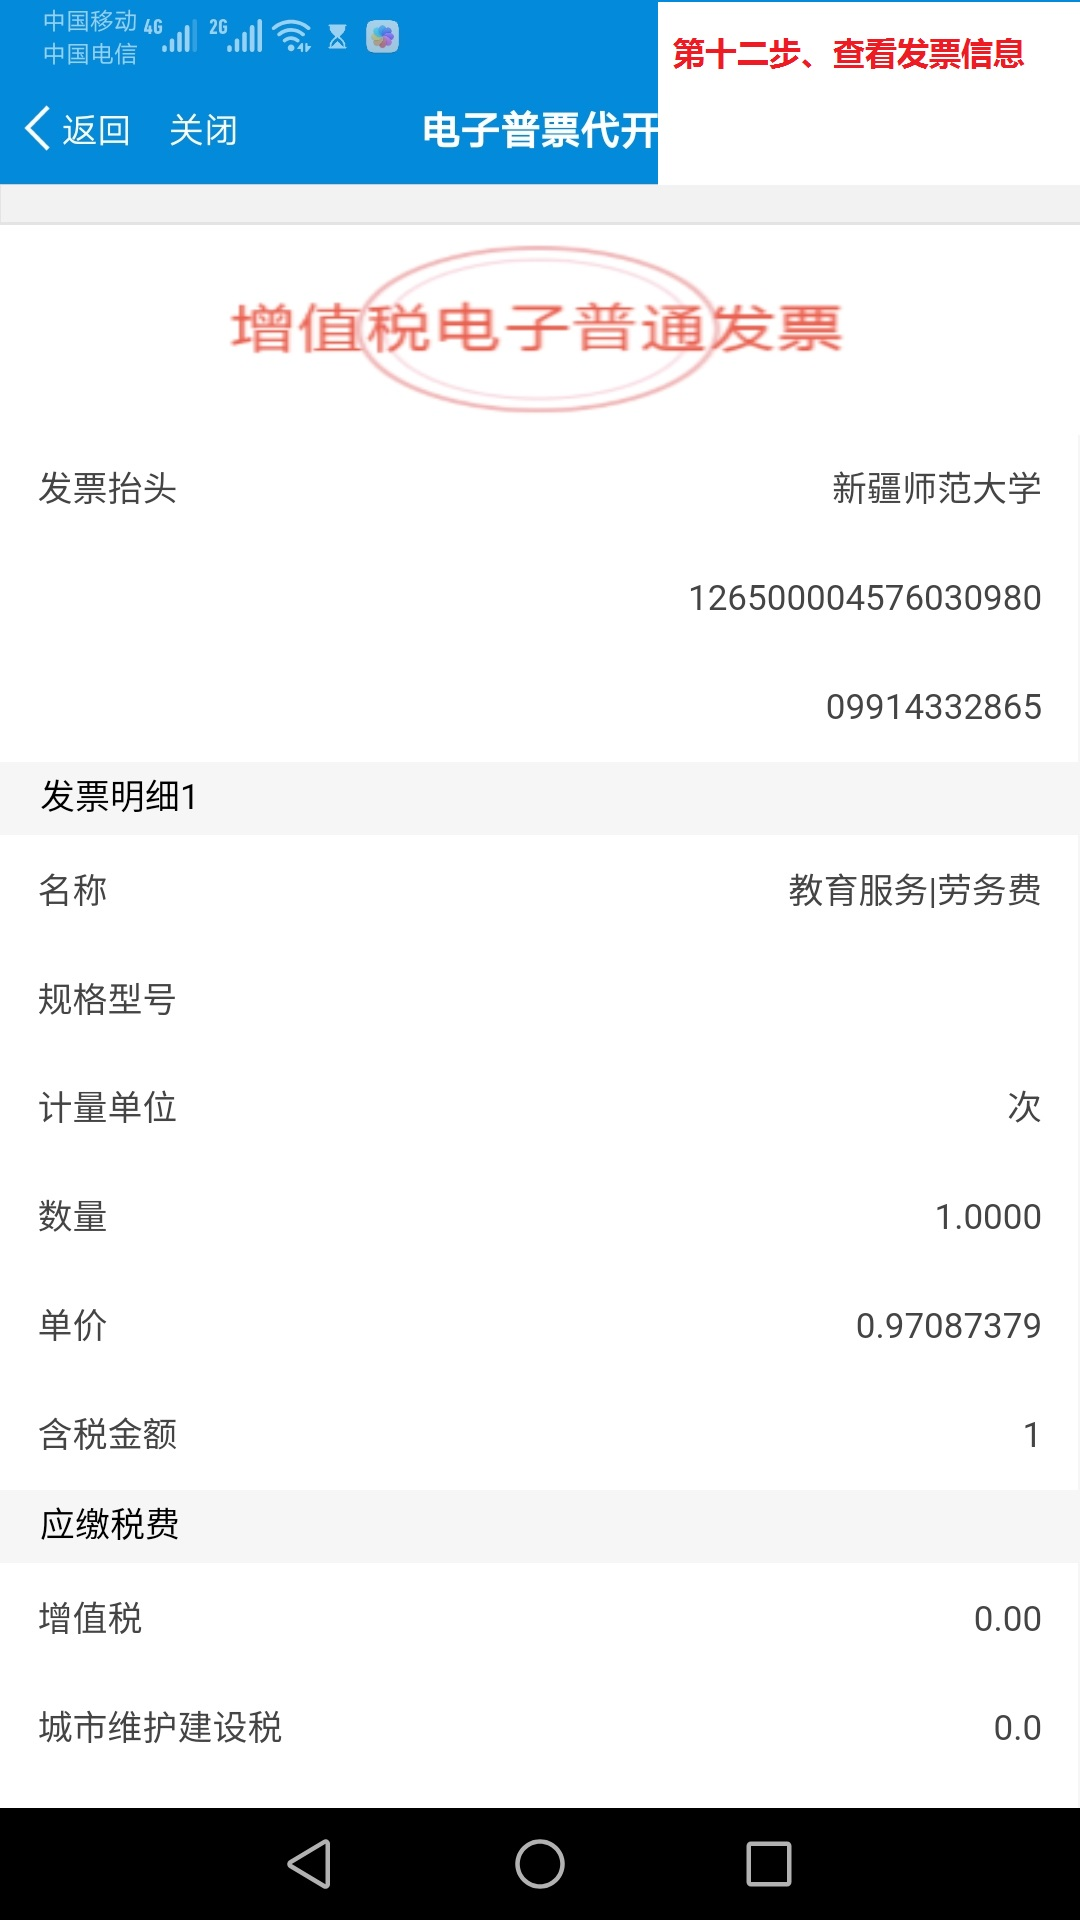 中国移动 4G 2G
中国电信
第十二步、查看发票信息
返回 关闭 电子普票代开
增值税电子普通发票
发票抬头 新疆师范大学
126500004576030980
09914332865
发票明细1
名称 教育服务|劳务费
规格型号
计量单位 次
数量 1.0000
单价 0.97087379
含税金额 1
应缴税费
增值税 0.00
城市维护建设税 0.0